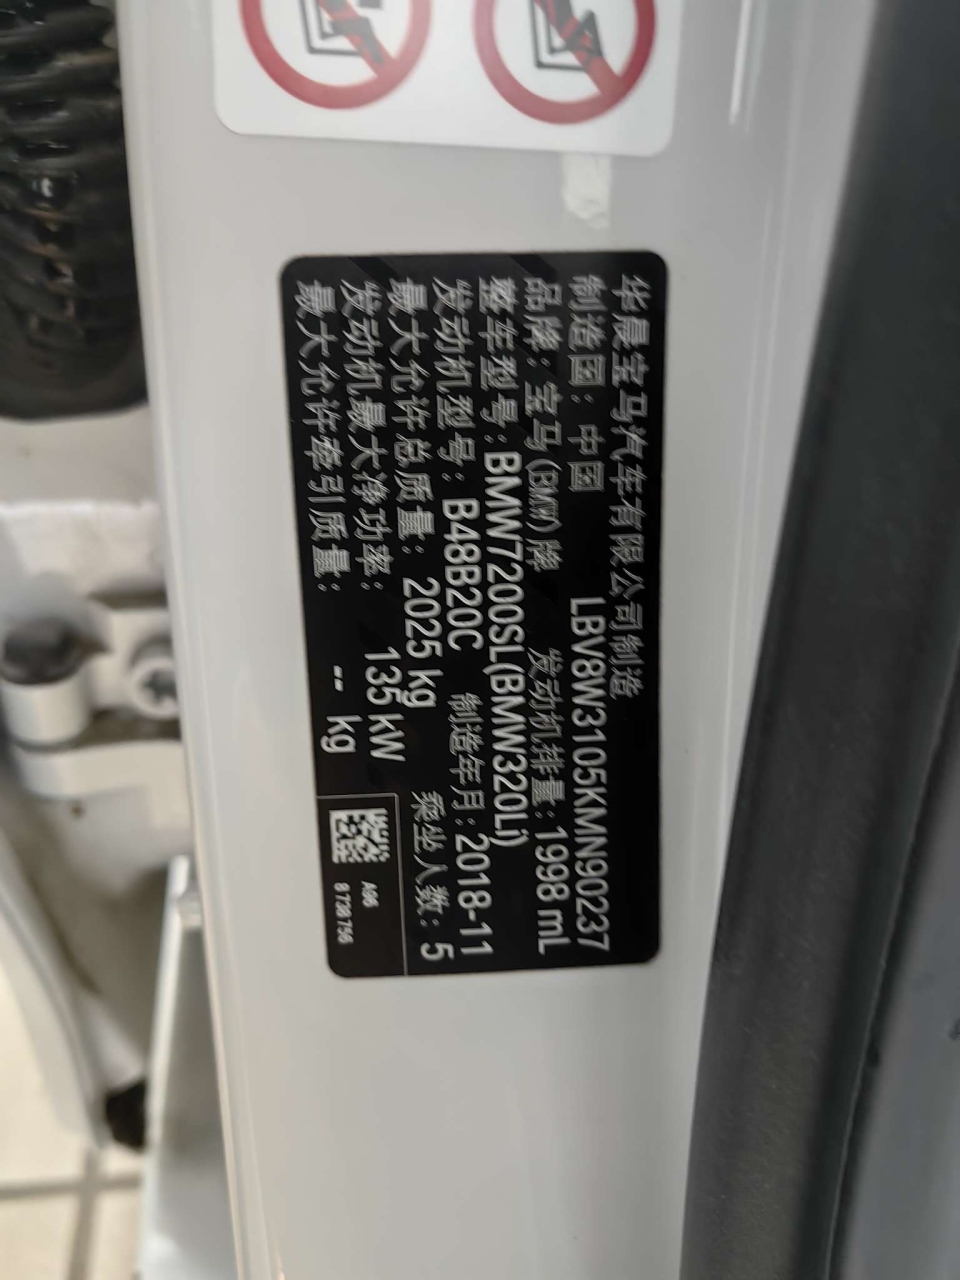 华晨宝马汽车有限公司制造
制造国: 中国 LBV8W3105KMN90237
品牌: 宝马(BMW)牌 发动机排量: 1998 mL
整车型号: BMW7200SL(BMW320Li)
发动机型号: B48B20C 制造年月: 2018-11
最大允许总质量: 2025 kg 乘坐人数: 5
发动机最大净功率: 135 kW
最大允许牵引质量: -- kg
A96
8 738 756